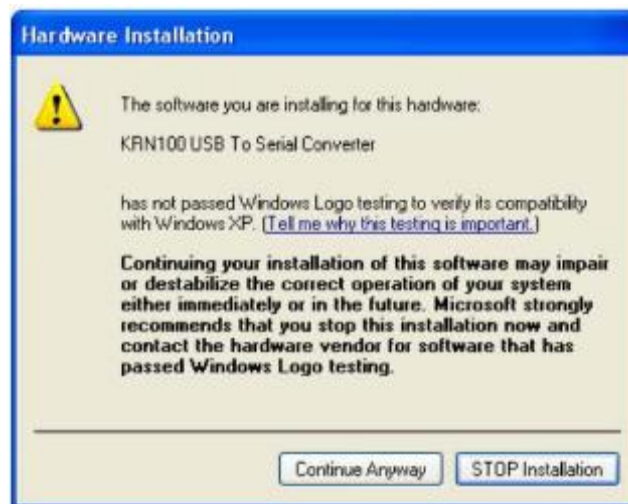 Hardware Installation
The software you are installing for this hardware:
KRN100 USB To Serial Converter
has not passed Windows Logo testing to verify its compatibility
with Windows XP. (Tell me why this testing is important.)
Continuing your installation of this software may impair
or destabilize the correct operation of your system
either immediately or in the future. Microsoft strongly
recommends that you stop this installation now and
contact the hardware vendor for software that has
passed Windows Logo testing.
Continue Anyway
STOP Installation